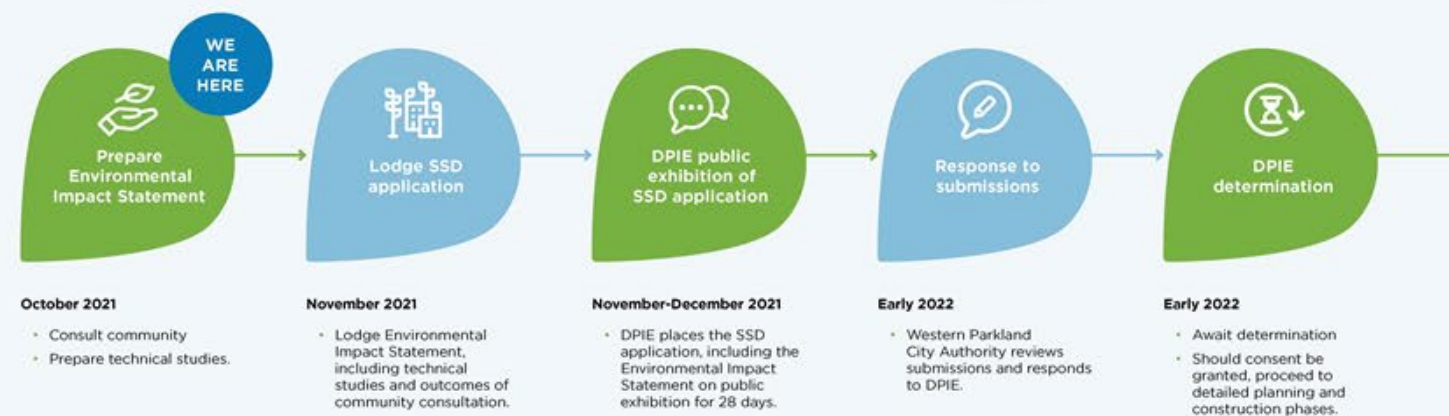 WE
ARE
HERE
Prepare
Environmental
Impact Statement
Lodge SSD
application
DPIE public
exhibition of
SSD application
Response to
submissions
DPIE
determination
October 2021
• Consult community
• Prepare technical studies.
November 2021
• Lodge Environmental
Impact Statement,
including technical
studies and outcomes of
community consultation.
November-December 2021
• DPIE places the SSD
application, including the
Environmental Impact
Statement on public
exhibition for 28 days.
Early 2022
• Western Parkland
City Authority reviews
submissions and responds
to DPIE.
Early 2022
• Await determination
• Should consent be
granted, proceed to
detailed planning and
construction phases.